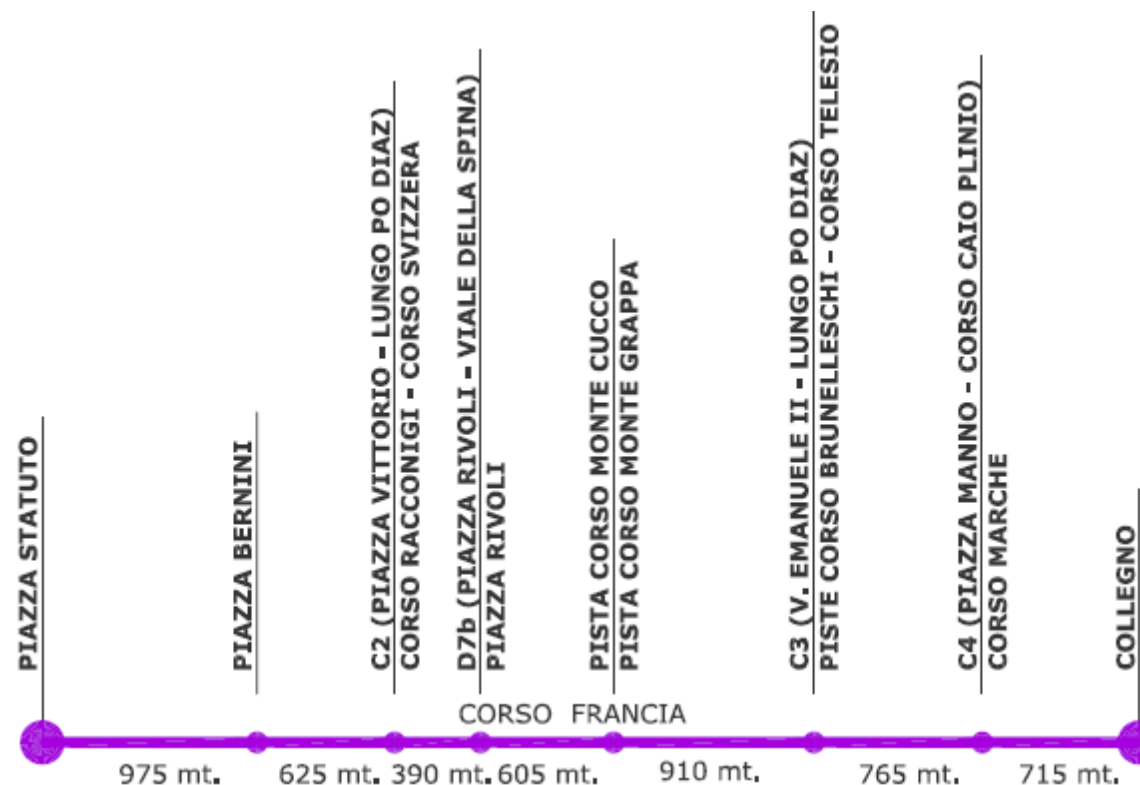 PIAZZA STATUTO
PIAZZA BERNINI
C2 (PIAZZA VITTORIO - LUNGO PO DIAZ)
CORSO RACCONIGI - CORSO SVIZZERA
D7b (PIAZZA RIVOLI - VIALE DELLA SPINA)
PIAZZA RIVOLI
PISTA CORSO MONTE CUCCO
PISTA CORSO MONTE GRAPPA
C3 (V. EMANUELE II - LUNGO PO DIAZ)
PISTE CORSO BRUNELLESCHI - CORSO TELESIO
C4 (PIAZZA MANNO - CORSO CAIO PLINIO)
CORSO MARCHE
COLLEGNO
CORSO FRANCIA
975 mt. 625 mt. 390 mt. 605 mt. 910 mt. 765 mt. 715 mt.